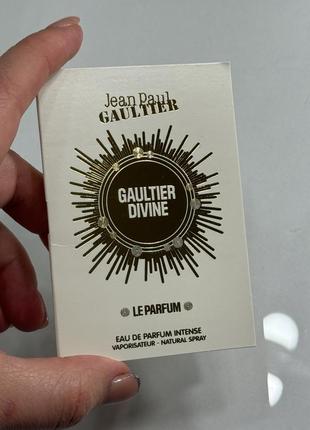 Jean Paul
GAULTIER
GAULTIER
DIVINE
LE PARFUM
EAU DE PARFUM INTENSE
VAPORISATEUR - NATURAL SPRAY